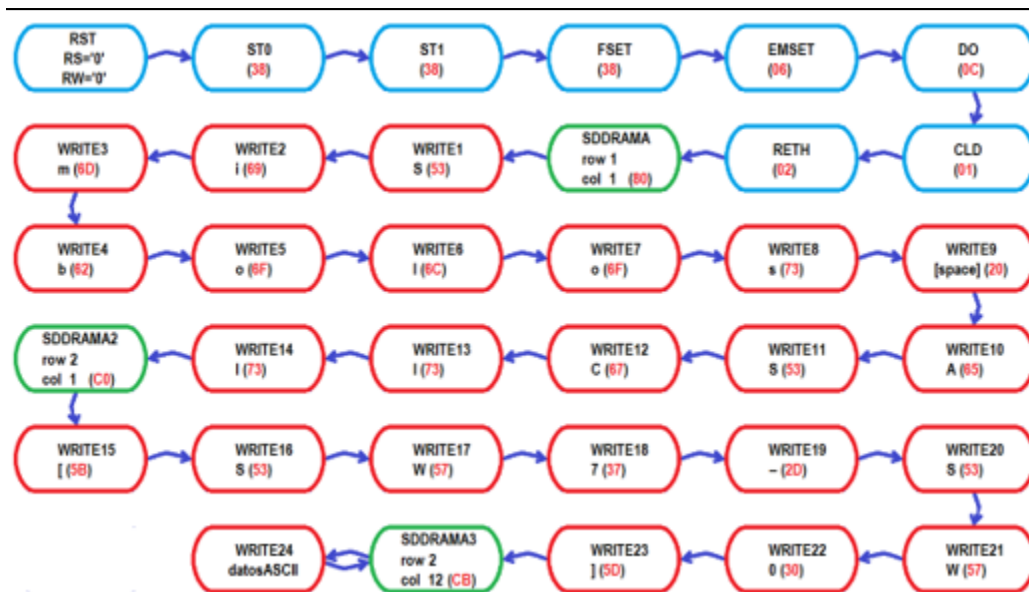 RST
RS='0'
RW='0'
ST0
(38)
ST1
(38)
FSET
(38)
EMSET
(06)
DO
(0C)
WRITE3
m (6D)
WRITE2
i (69)
WRITE1
S (53)
SDDRAMA
row 1
col 1 (80)
RETH
(02)
CLD
(01)
WRITE4
b (62)
WRITE5
o (6F)
WRITE6
l (6C)
WRITE7
o (6F)
WRITE8
s (73)
WRITE9
[space] (20)
SDDRAMA2
row 2
col 1 (C0)
WRITE14
I (73)
WRITE13
I (73)
WRITE12
C (67)
WRITE11
S (53)
WRITE10
A (65)
WRITE15
[ (5B)
WRITE16
S (53)
WRITE17
W (57)
WRITE18
7 (37)
WRITE19
– (2D)
WRITE20
S (53)
WRITE24
datosASCII
SDDRAMA3
row 2
col 12 (CB)
WRITE23
] (5D)
WRITE22
0 (30)
WRITE21
W (57)